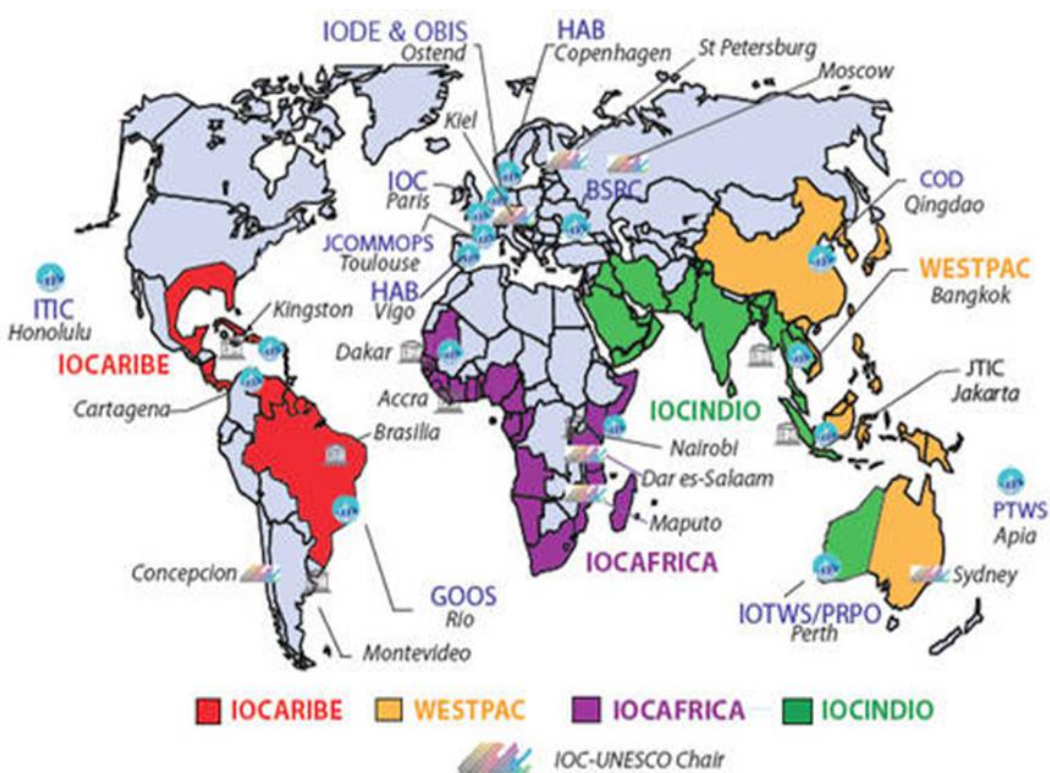 IODE & OBIS
Ostend
HAB
Copenhagen
St Petersburg
Moscow
Kiel
IOC
Paris
BSRC
COD
Qingdao
JCOMMOPS
Toulouse
WESTPAC
Bangkok
HAB
Vigo
ITIC
Honolulu
Kingston
IOCARIBE
Dakar
Cartagena
Accra
IOCINDIO
JTIC
Jakarta
Brasilia
Nairobi
Dar es-Salaam
Maputo
PTWS
Apia
IOCAFRICA
Concepcion
GOOS
Rio
Sydney
IOTWS/PRPO
Perth
Montevideo
IOCARIBE
WESTPAC
IOCAFRICA
IOCINDIO
IOC-UNESCO Chair